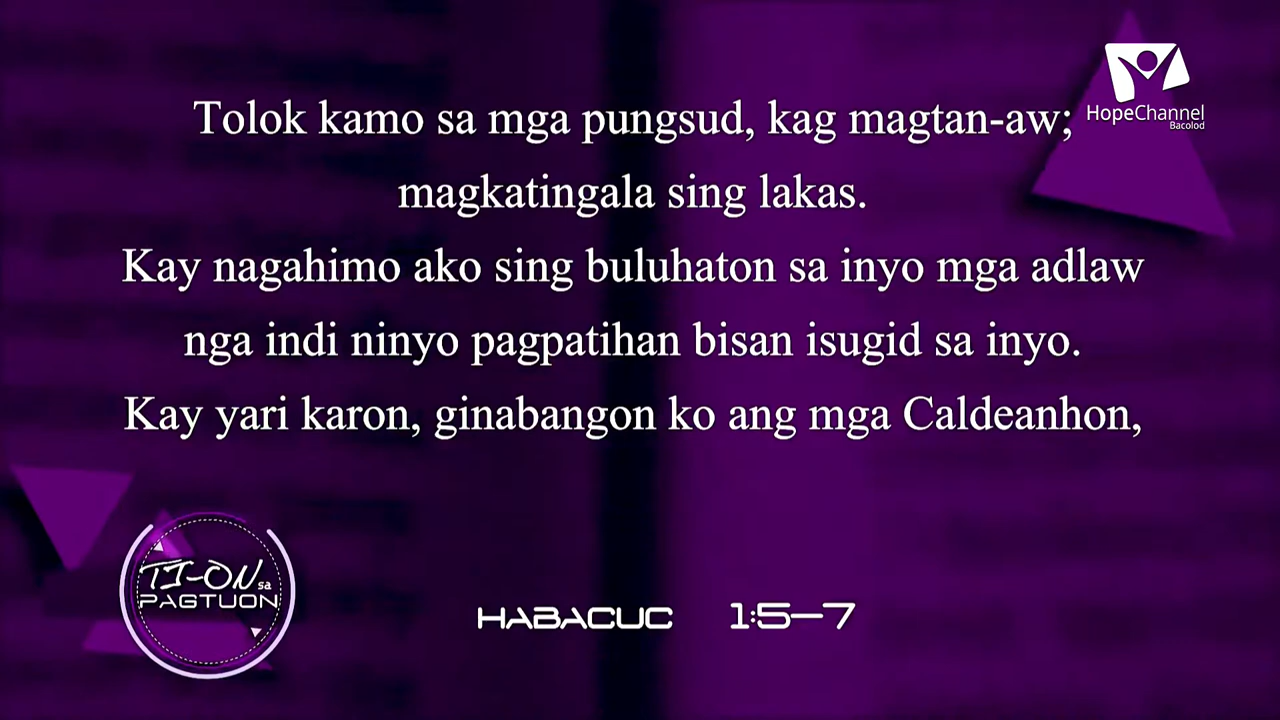 HopeChannel
Bacolod
Tolok kamo sa mga pungsud, kag magtan-aw;
magkatingala sing lakas.
Kay nagahimo ako sing buluhaton sa inyo mga adlaw
nga indi ninyo pagpatihan bisan isugid sa inyo.
Kay yari karon, ginabangon ko ang mga Caldeanhon,
TI-ON sa
PAGTUON
HABACUC 1:5-7